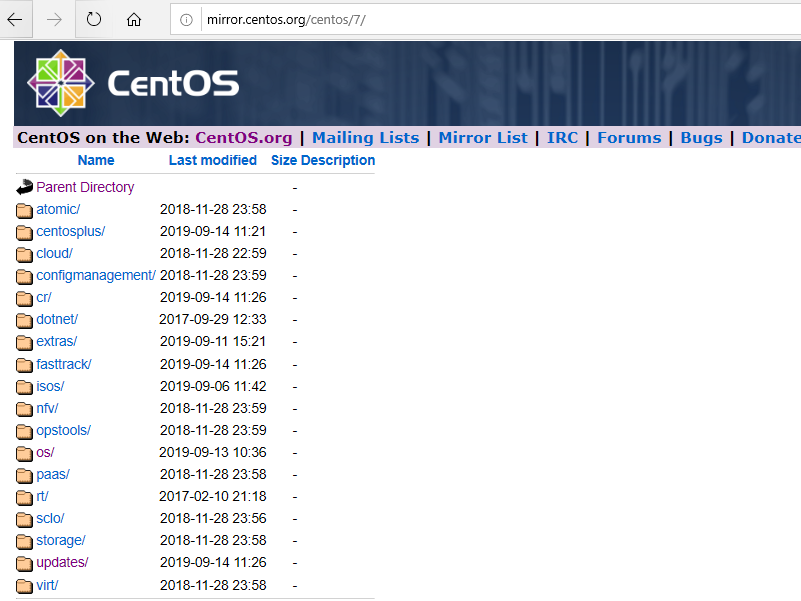 mirror.centos.org/centos/7/
CentOS
CentOS on the Web: CentOS.org | Mailing Lists | Mirror List | IRC | Forums | Bugs | Donate
Name Last modified Size Description
Parent Directory -
atomic/ 2018-11-28 23:58 -
centosplus/ 2019-09-14 11:21 -
cloud/ 2018-11-28 22:59 -
configmanagement/ 2018-11-28 23:59 -
cr/ 2019-09-14 11:26 -
dotnet/ 2017-09-29 12:33 -
extras/ 2019-09-11 15:21 -
fasttrack/ 2019-09-14 11:26 -
isos/ 2019-09-06 11:42 -
nfv/ 2018-11-28 23:59 -
opstools/ 2018-11-28 23:59 -
os/ 2019-09-13 10:36 -
paas/ 2018-11-28 23:58 -
rt/ 2017-02-10 21:18 -
sclo/ 2018-11-28 23:56 -
storage/ 2018-11-28 23:58 -
updates/ 2019-09-14 11:26 -
virt/ 2018-11-28 23:58 -